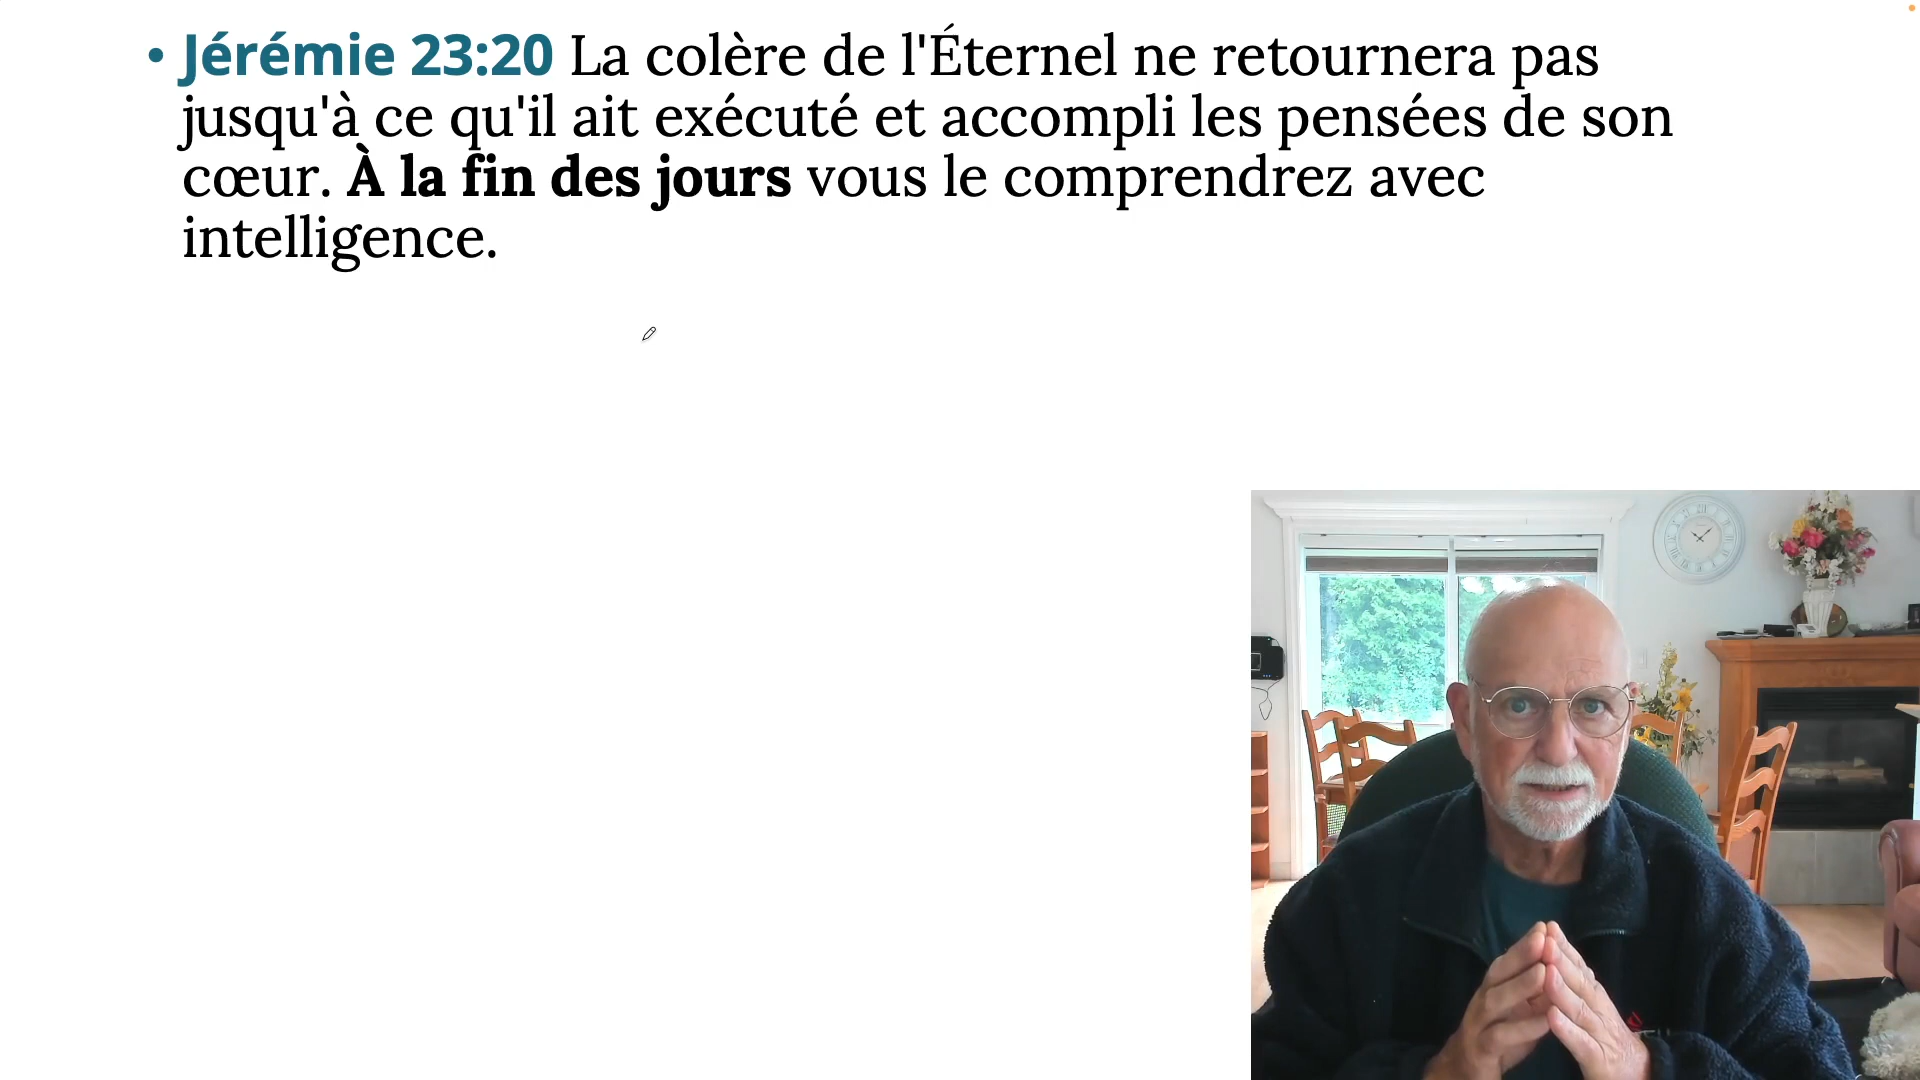 • Jérémie 23:20 La colère de l'Éternel ne retournera pas
jusqu'à ce qu'il ait exécuté et accompli les pensées de son
cœur. À la fin des jours vous le comprendrez avec
intelligence.